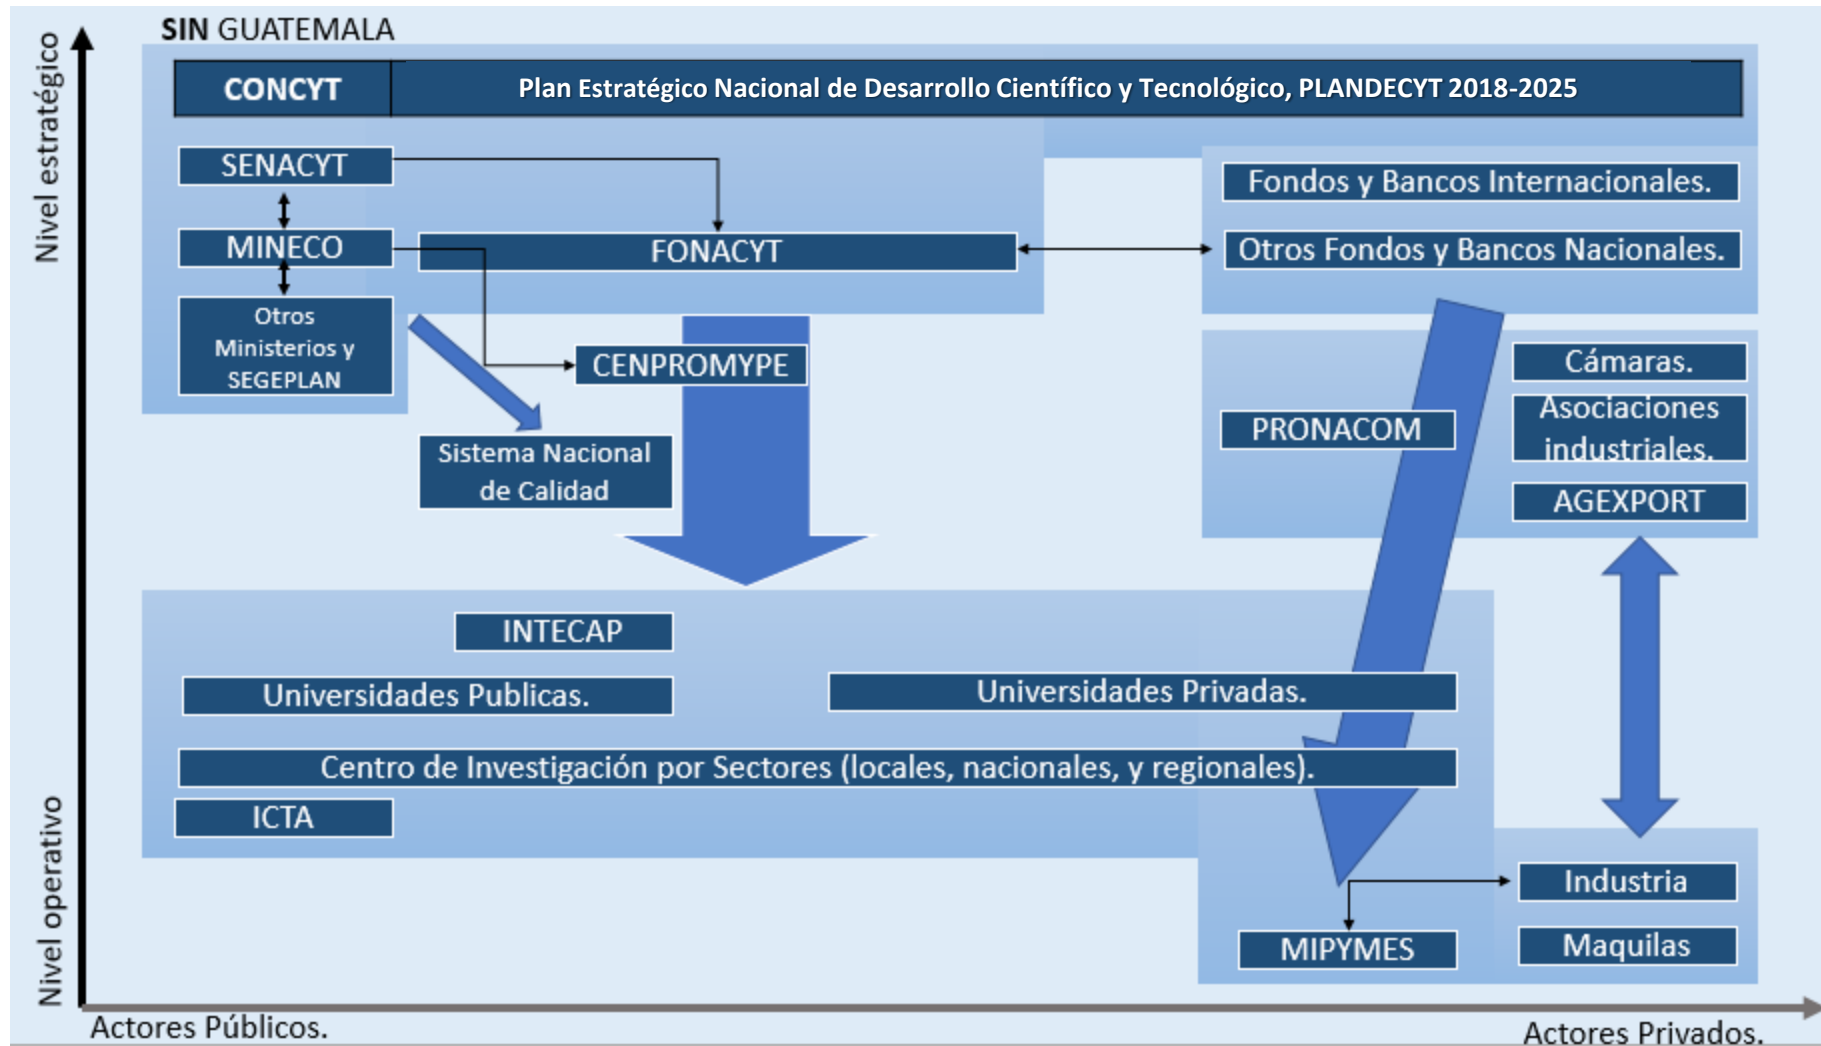 SIN GUATEMALA
Nivel estratégico
CONCYT
Plan Estratégico Nacional de Desarrollo Científico y Tecnológico, PLANDECYT 2018-2025
SENACYT
MINECO
Otros
Ministerios y
SEGEPLAN
FONACYT
Fondos y Bancos Internacionales.
Otros Fondos y Bancos Nacionales.
CENPROMYPE
Sistema Nacional
de Calidad
PRONACOM
Cámaras.
Asociaciones
industriales.
AGEXPORT
INTECAP
Universidades Publicas.
Universidades Privadas.
Centro de Investigación por Sectores (locales, nacionales, y regionales).
ICTA
Industria
MIPYMES
Maquilas
Nivel operativo
Actores Públicos.
Actores Privados.